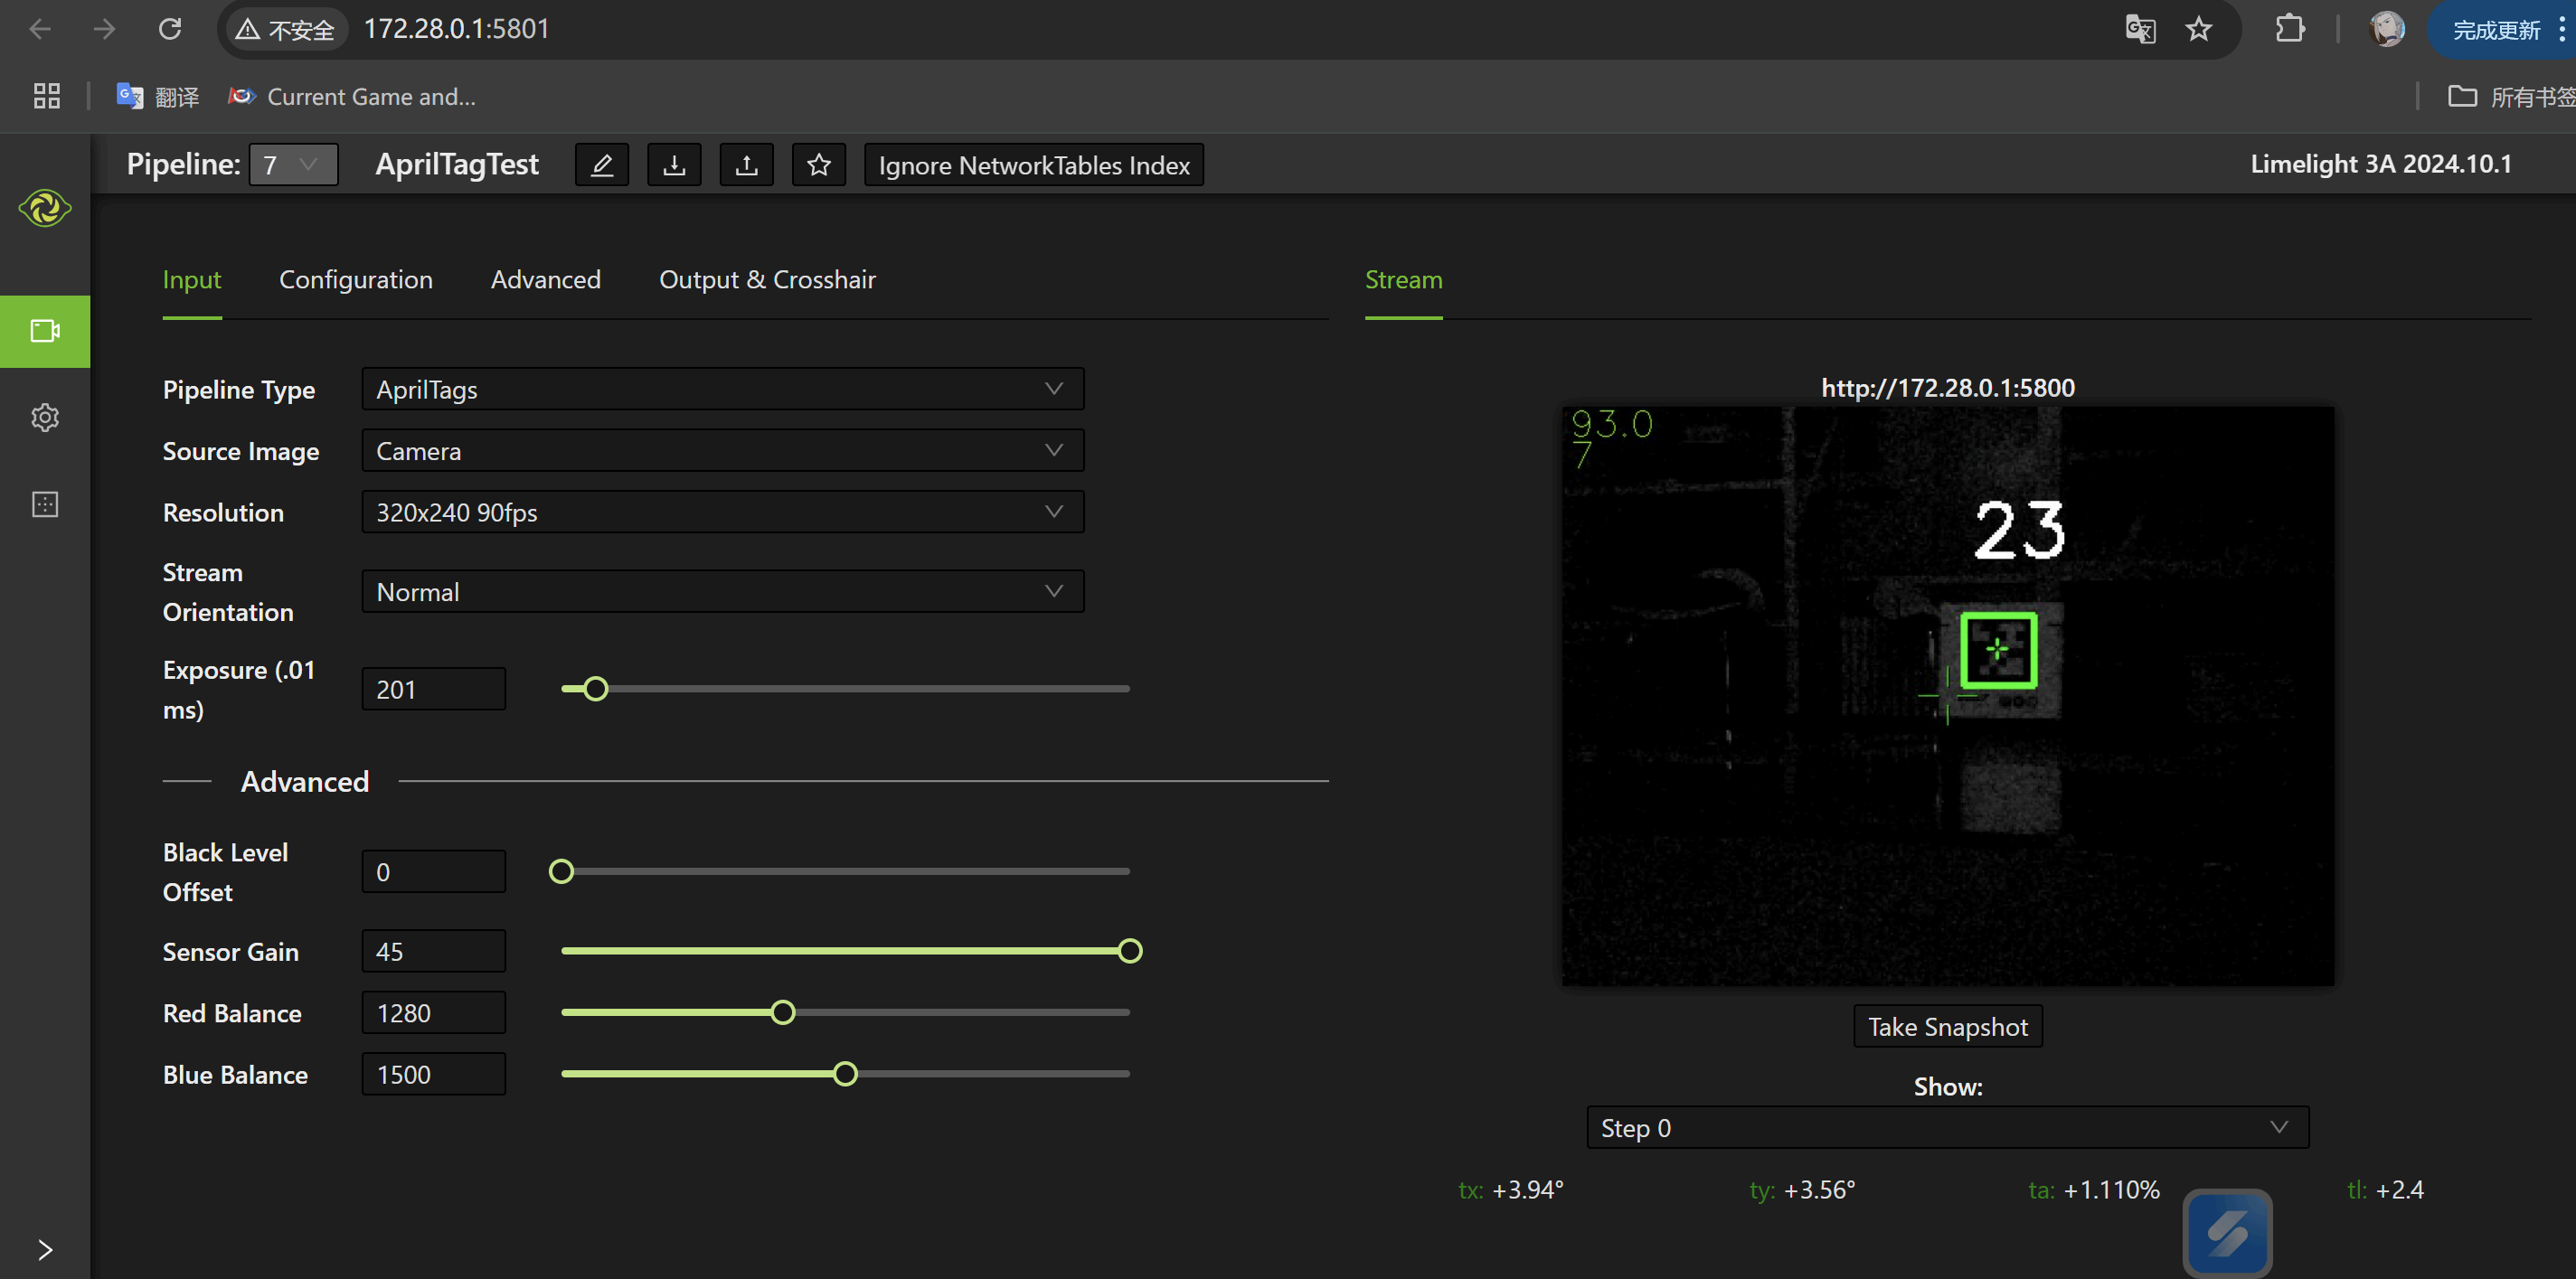 不安全 172.28.0.1:5801 完成更新
翻译 Current Game and... 所有书签
Pipeline: 7 AprilTagTest Ignore NetworkTables Index Limelight 3A 2024.10.1
Input Configuration Advanced Output & Crosshair Stream
http://172.28.0.1:5800
93.0
7
23
Pipeline Type AprilTags
Source Image Camera
Resolution 320x240 90fps
Stream
Orientation
Normal
Exposure (.01
ms)
201
Advanced
Black Level
Offset
0
Sensor Gain 45
Red Balance 1280
Blue Balance 1500
Take Snapshot
Show:
Step 0
tx: +3.94° ty: +3.56° ta: +1.110% tl: +2.4